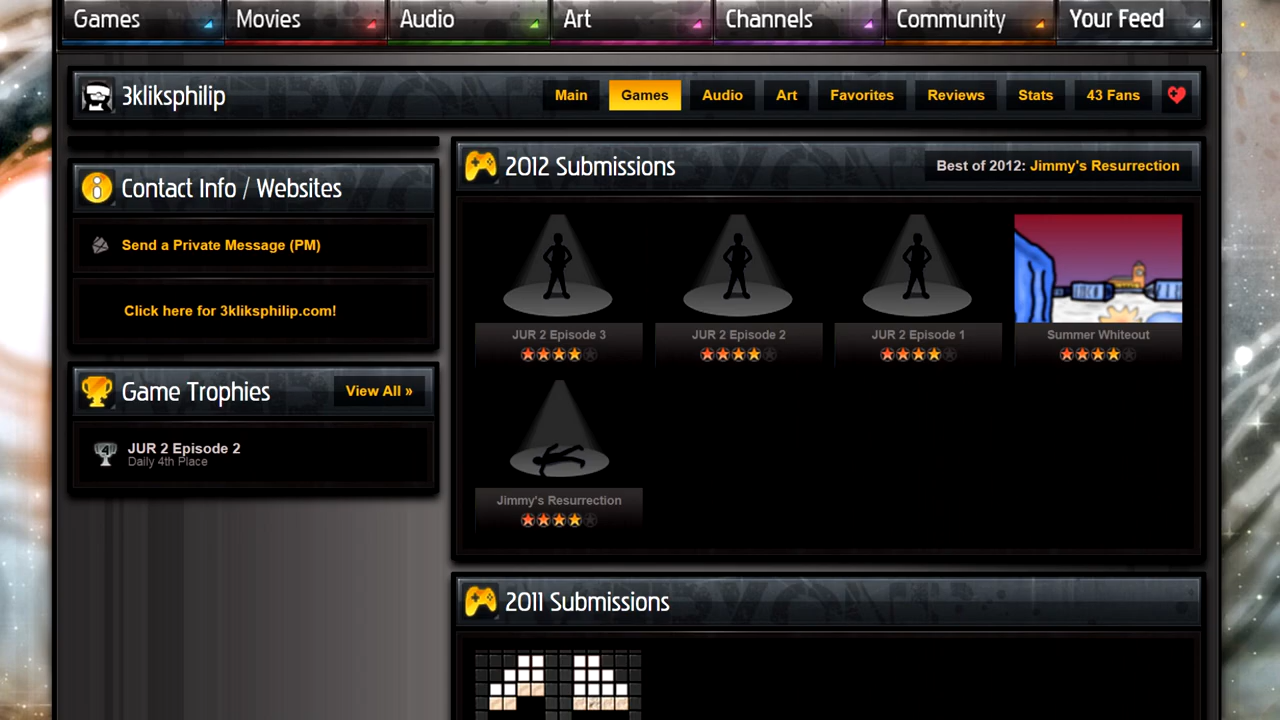 Games Movies Audio Art Channels Community Your Feed
3kliksphilip
Main Games Audio Art Favorites Reviews Stats 43 Fans
Contact Info / Websites
Send a Private Message (PM)
Click here for 3kliksphilip.com!
Game Trophies View All »
4
JUR 2 Episode 2
Daily 4th Place
2012 Submissions Best of 2012: Jimmy's Resurrection
JUR 2 Episode 3 JUR 2 Episode 2 JUR 2 Episode 1 Summer Whiteout
Jimmy's Resurrection
2011 Submissions